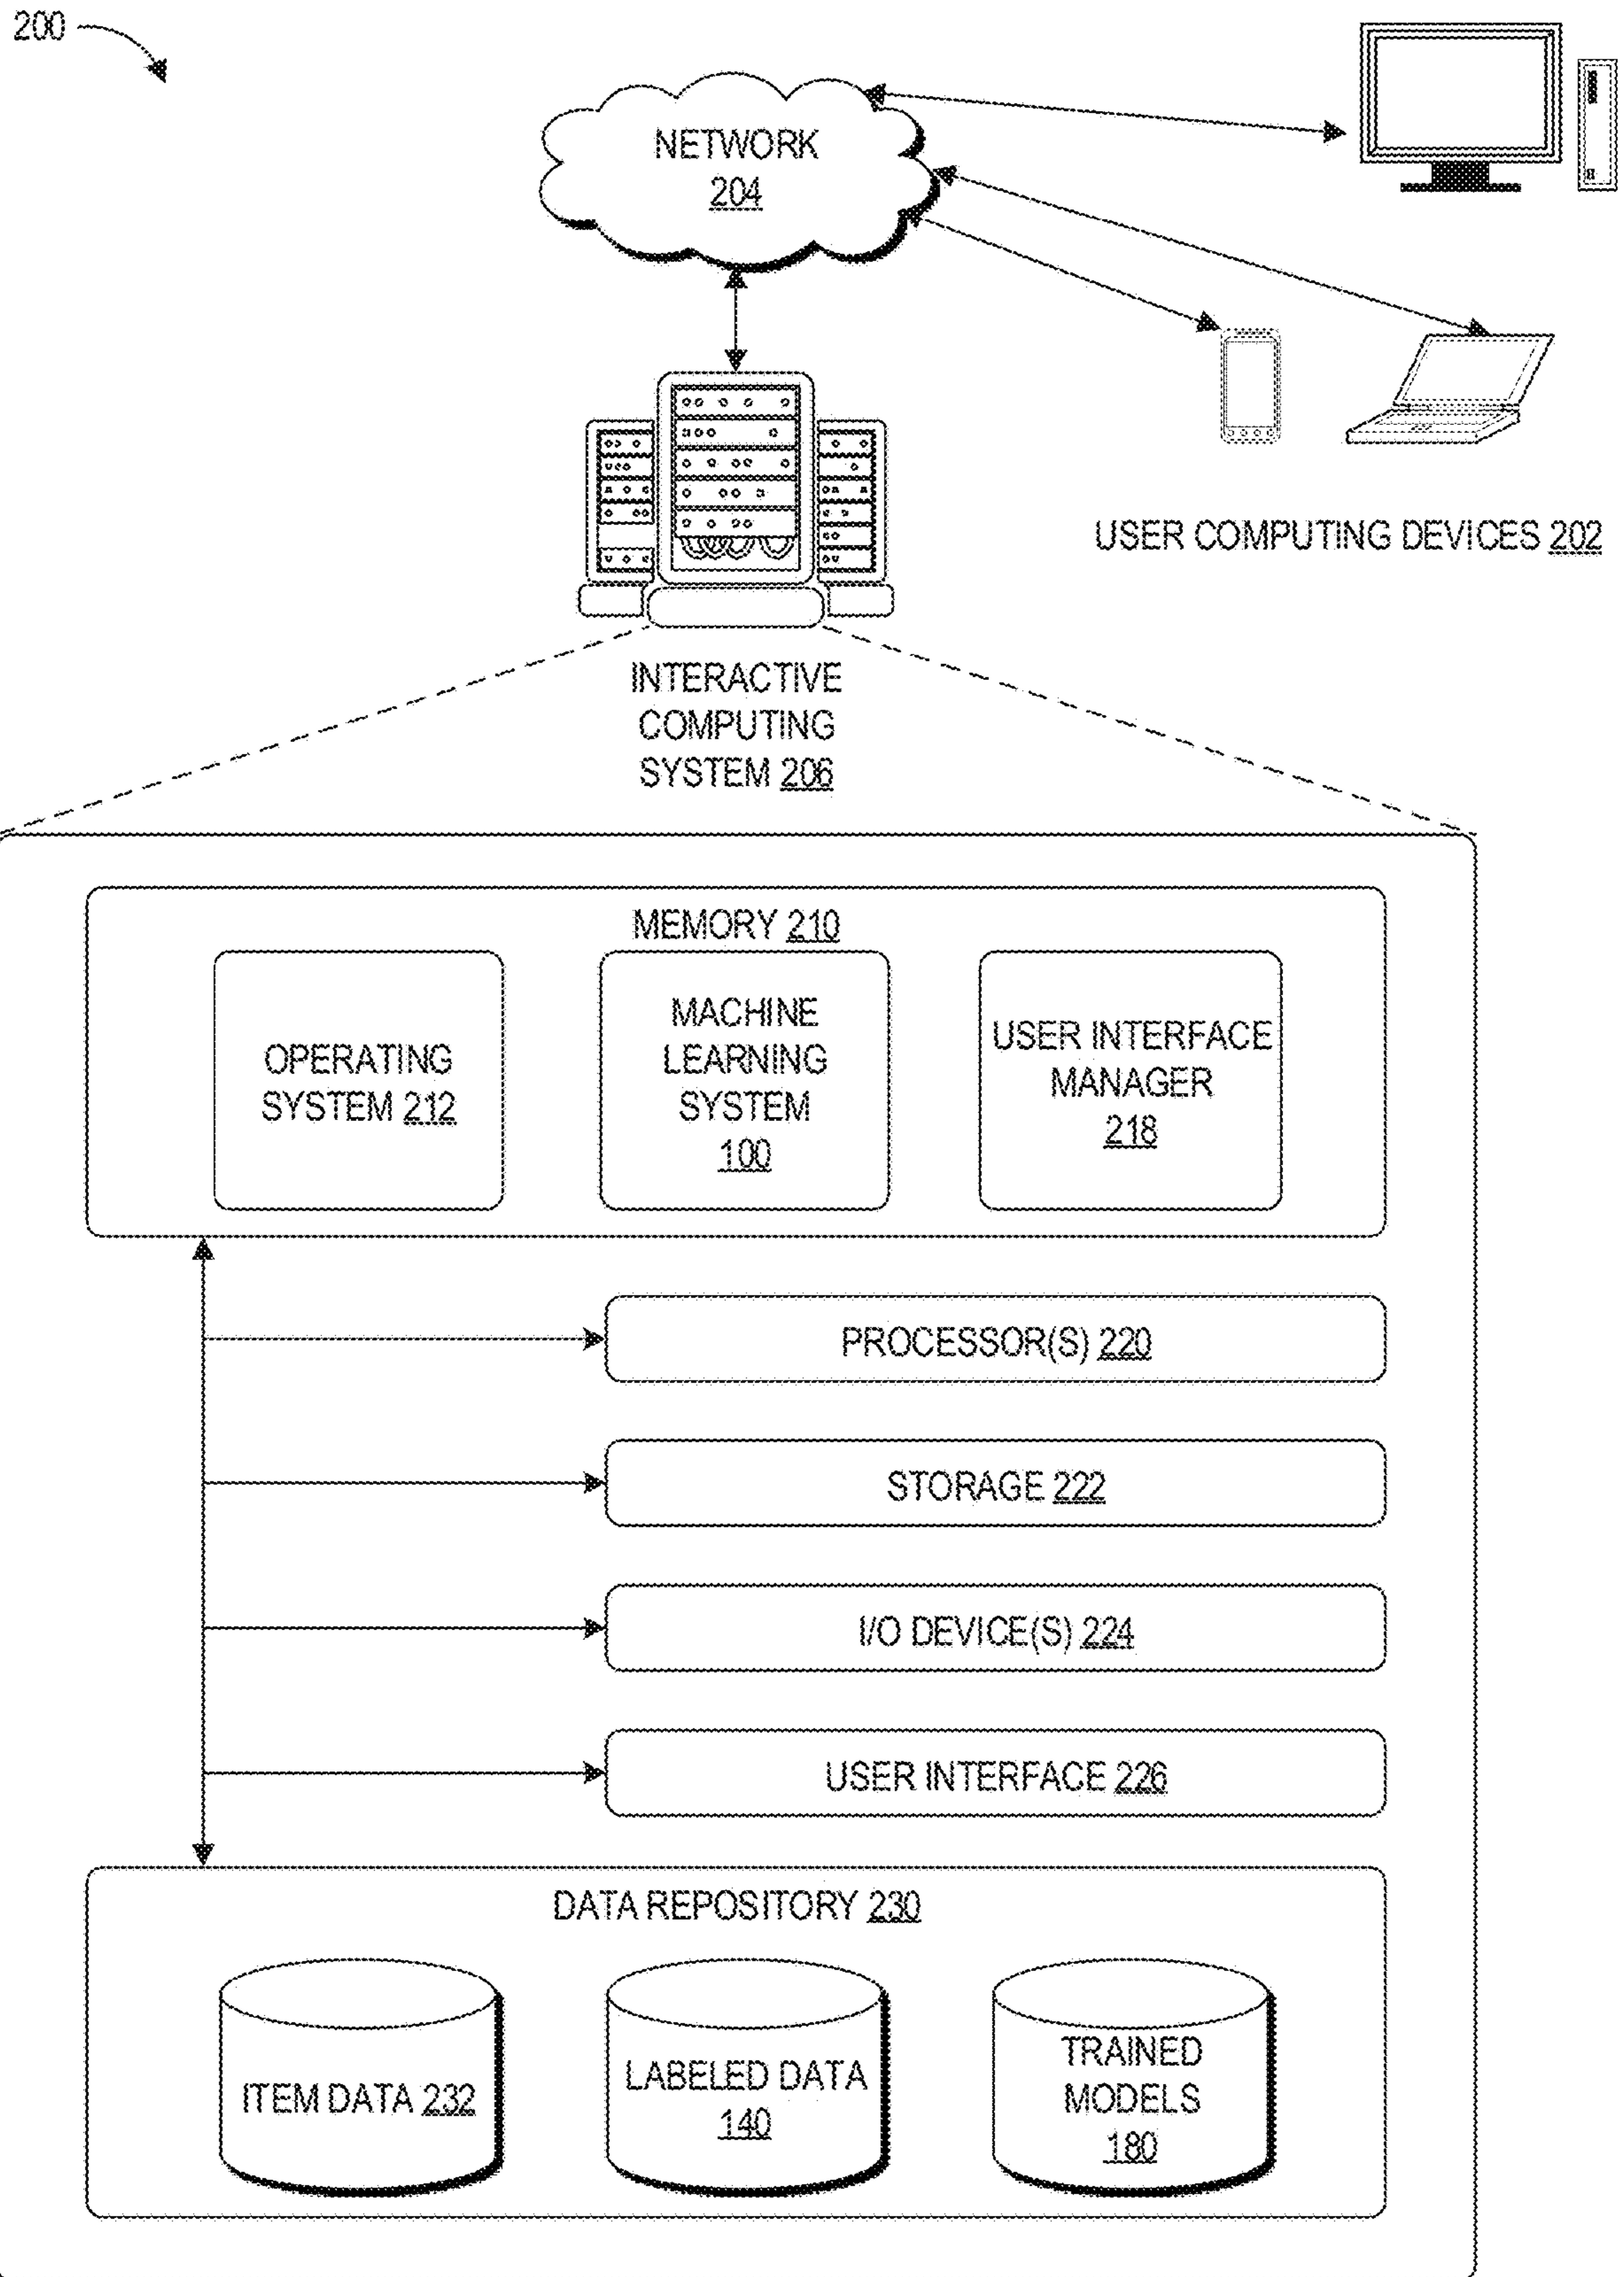 200
NETWORK
204
USER COMPUTING DEVICES 202
INTERACTIVE
COMPUTING
SYSTEM 206
MEMORY 210
OPERATING
SYSTEM 212
MACHINE
LEARNING
SYSTEM
100
USER INTERFACE
MANAGER
218
PROCESSOR(S) 220
STORAGE 222
I/O DEVICE(S) 224
USER INTERFACE 226
DATA REPOSITORY 230
ITEM DATA 232
LABELED DATA
140
TRAINED
MODELS
180